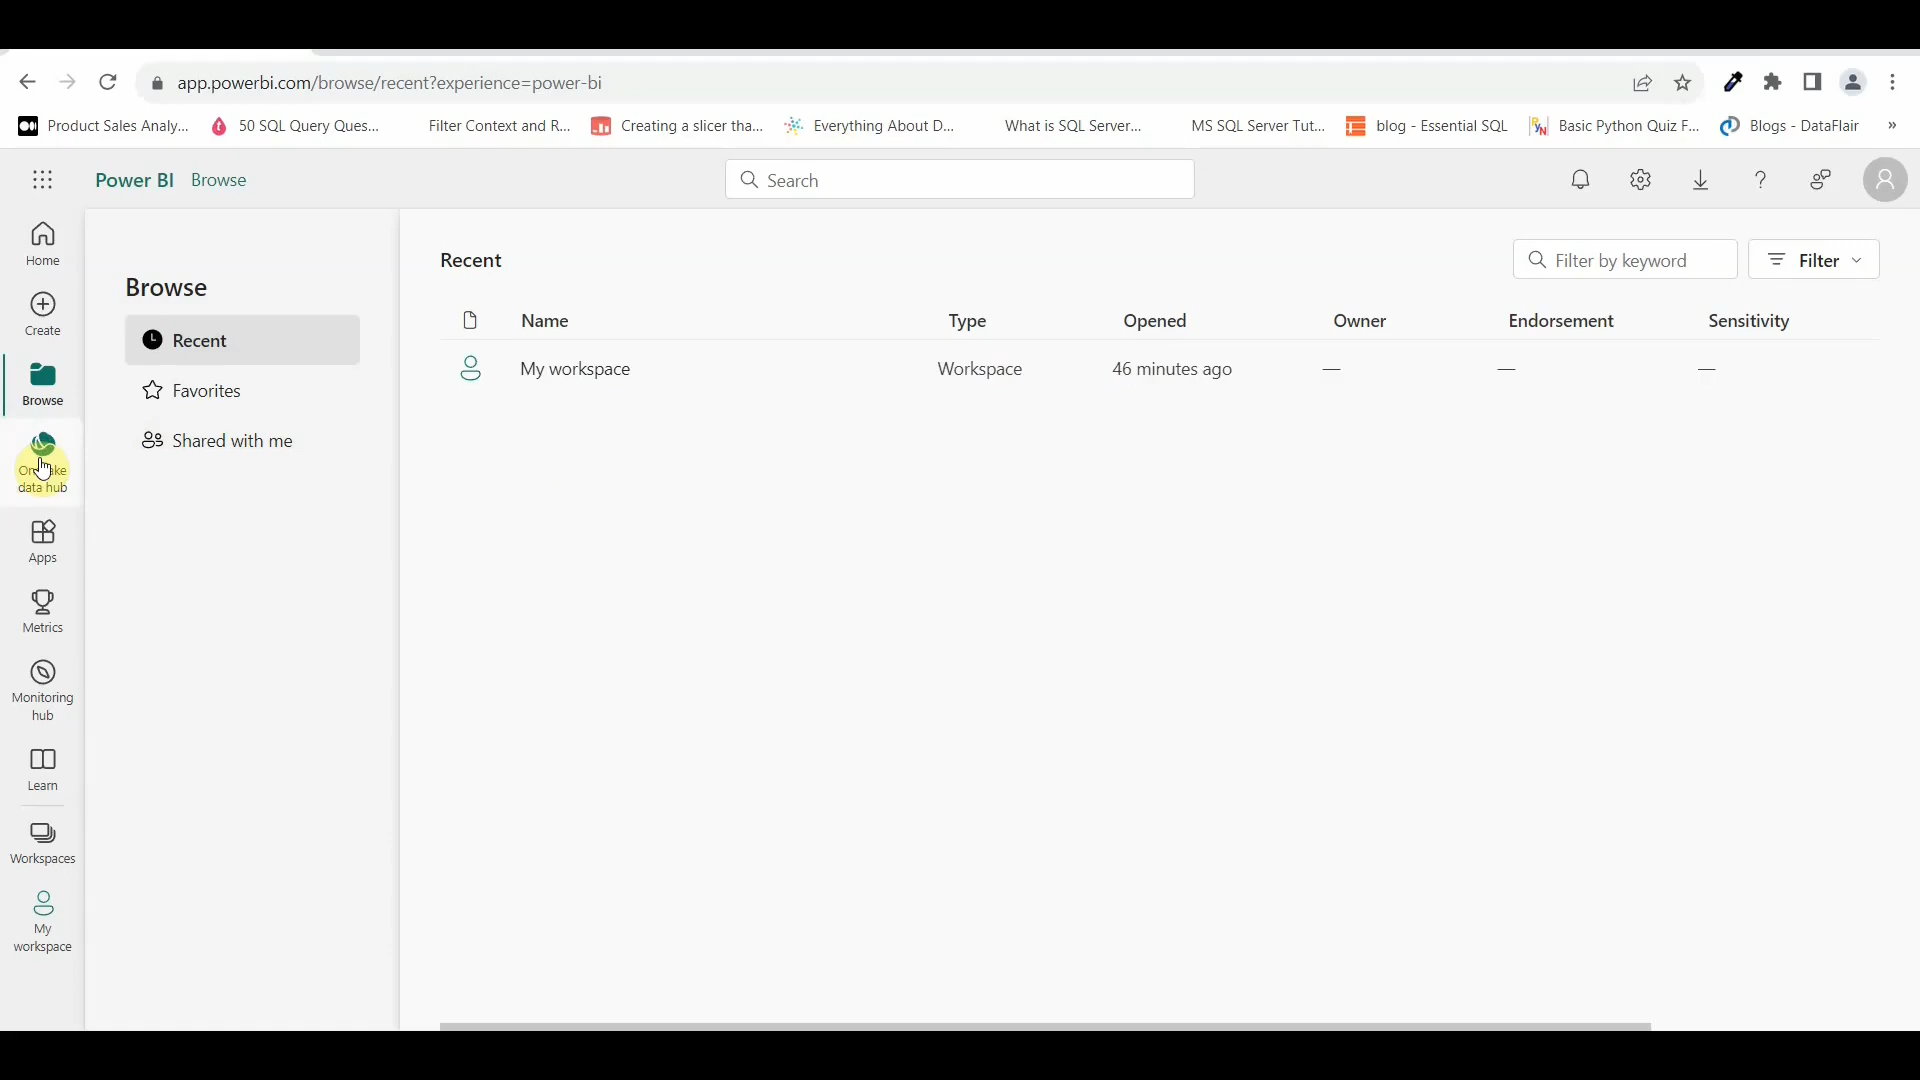 app.powerbi.com/browse/recent?experience=power-bi
Product Sales Analy... 50 SQL Query Ques... Filter Context and R... Creating a slicer tha... Everything About D... What is SQL Server... MS SQL Server Tut... blog - Essential SQL Basic Python Quiz F... Blogs - DataFlair »
Power BI Browse Search
Home
Create
Browse
data hub
Apps
Metrics
Monitoring
hub
Learn
Workspaces
My
workspace
Browse
Recent
Favorites
Shared with me
Recent Filter by keyword Filter
Name Type Opened Owner Endorsement Sensitivity
My workspace Workspace 46 minutes ago — — —